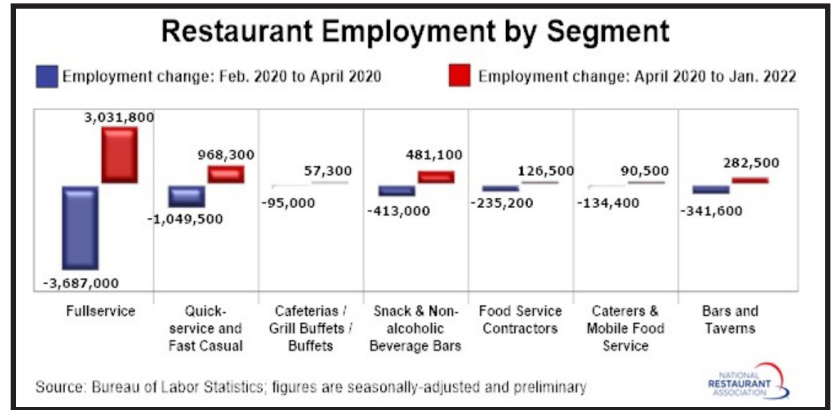 Restaurant Employment by Segment
Employment change: Feb. 2020 to April 2020
Employment change: April 2020 to Jan. 2022
3,031,800
-3,687,000
968,300
-1,049,500
57,300
-95,000
481,100
-413,000
126,500
-235,200
90,500
-134,400
282,500
-341,600
Fullservice
Quick-
service and
Fast Casual
Cafeterias /
Grill Buffets /
Buffets
Snack & Non-
alcoholic
Beverage Bars
Food Service
Contractors
Caterers &
Mobile Food
Service
Bars and
Taverns
Source: Bureau of Labor Statistics; figures are seasonally-adjusted and preliminary
NATIONAL
RESTAURANT
ASSOCIATION